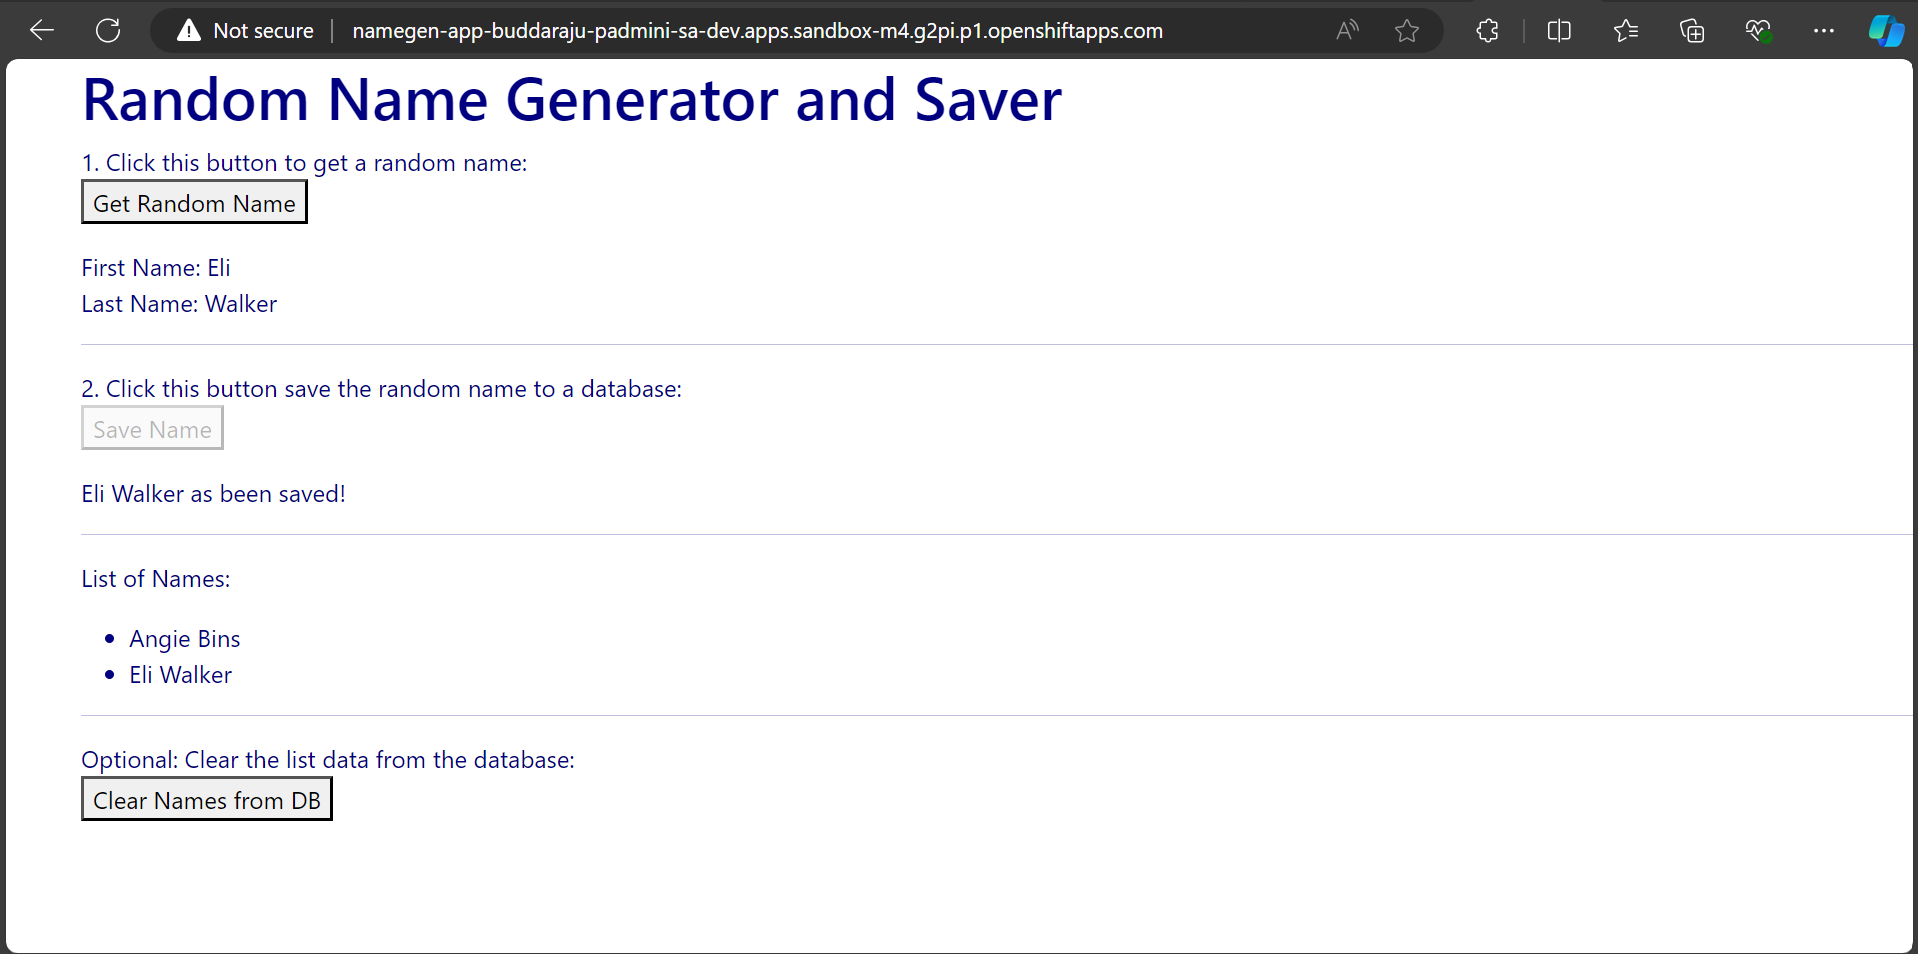 Not secure
namegen-app-buddaraju-padmini-sa-dev.apps.sandbox-m4.g2pi.p1.openshiftapps.com
Random Name Generator and Saver
1. Click this button to get a random name:
Get Random Name
First Name: Eli
Last Name: Walker
2. Click this button save the random name to a database:
Save Name
Eli Walker as been saved!
List of Names:
• Angie Bins
• Eli Walker
Optional: Clear the list data from the database:
Clear Names from DB